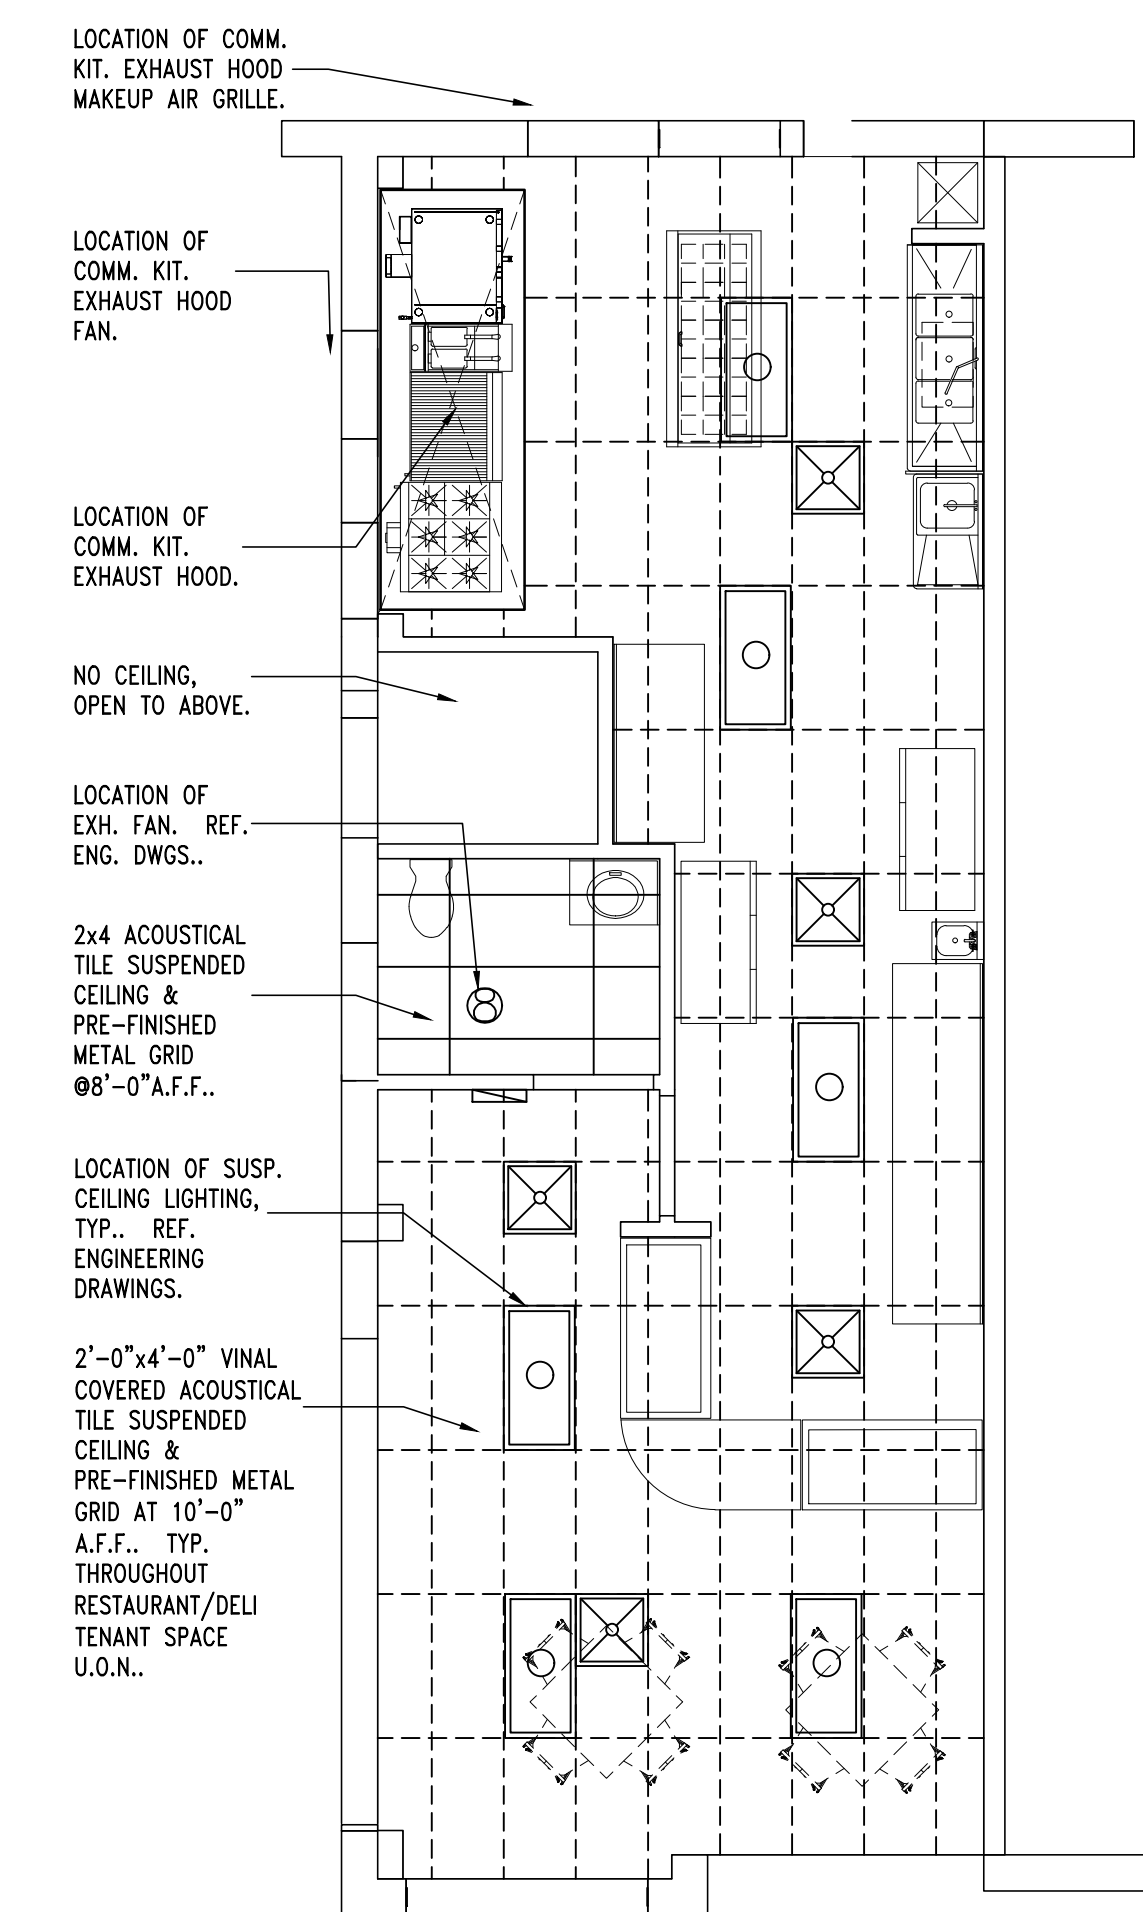 LOCATION OF COMM.
KIT. EXHAUST HOOD
MAKEUP AIR GRILLE.
LOCATION OF
COMM. KIT.
EXHAUST HOOD
FAN.
LOCATION OF
COMM. KIT.
EXHAUST HOOD.
NO CEILING,
OPEN TO ABOVE.
LOCATION OF
EXH. FAN. REF.
ENG. DWGS..
2x4 ACOUSTICAL
TILE SUSPENDED
CEILING &
PRE-FINISHED
METAL GRID
@8'-0"A.F.F..
LOCATION OF SUSP.
CEILING LIGHTING,
TYP.. REF.
ENGINEERING
DRAWINGS.
2'-0"x4'-0" VINAL
COVERED ACOUSTICAL
TILE SUSPENDED
CEILING &
PRE-FINISHED METAL
GRID AT 10'-0"
A.F.F.. TYP.
THROUGHOUT
RESTAURANT/DELI
TENANT SPACE
U.O.N..